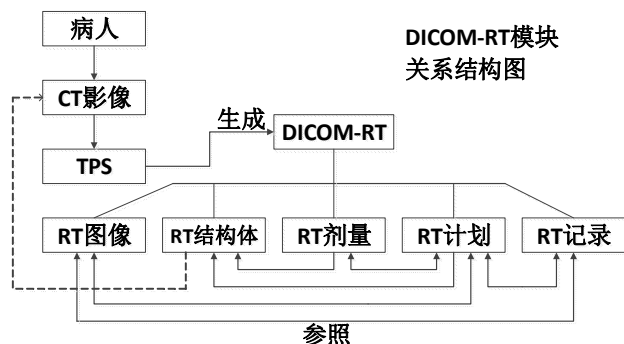 病人
DICOM-RT模块
关系结构图
CT影像
生成
DICOM-RT
TPS
RT图像
RT结构体
RT剂量
RT计划
RT记录
参照